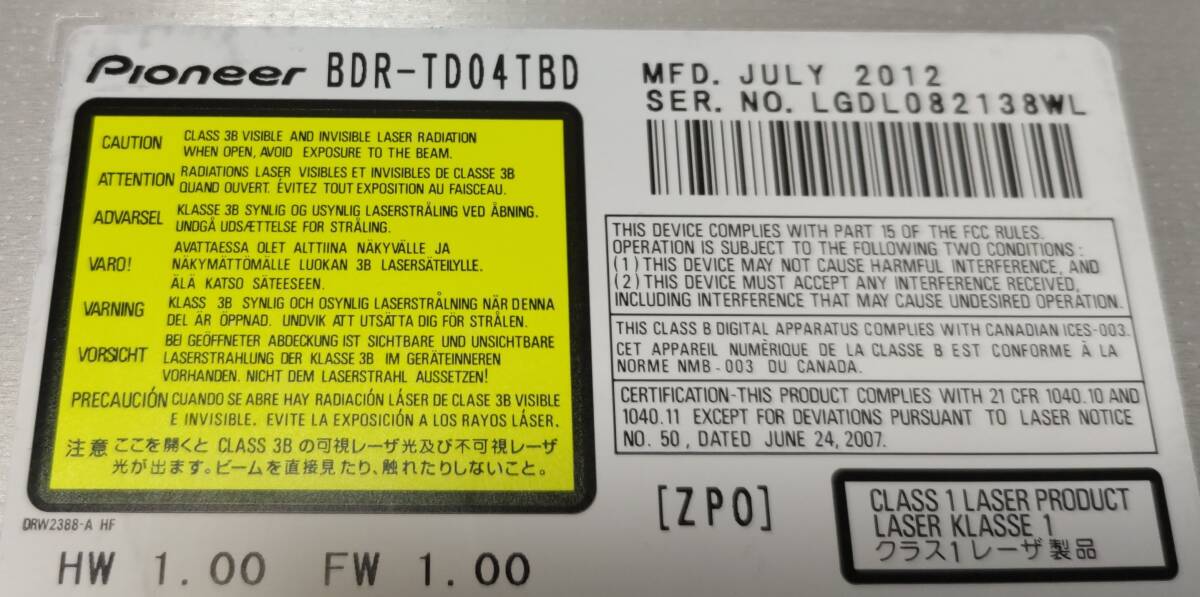 Pioneer BDR-TD04TBD
CAUTION CLASS 3B VISIBLE AND INVISIBLE LASER RADIATION
WHEN OPEN, AVOID EXPOSURE TO THE BEAM.
ATTENTION RADIATIONS LASER VISIBLES ET INVISIBLES DE CLASSE 3B
QUAND OUVERT. ÉVITEZ TOUT EXPOSITION AU FAISCEAU.
ADVARSEL KLASSE 3B SYNLIG OG USYNLIG LASERSTRÅLING VED ÅBNING.
UNDGÅ UDSÆTTELSE FOR STRÅLING.
VARO! AVATTAESSA OLET ALTTIINA NÄKYVÄLLE JA
NÄKYMÄTTÖMÄLLE LUOKAN 3B LASERSÄTEILYLLE.
ÄLÄ KATSO SÄTEESEEN.
VARNING KLASS 3B SYNLIG OCH OSYNLIG LASERSTRÅLNING NÄR DENNA
DEL ÄR ÖPPNAD. UNDVIK ATT UTSÄTTA DIG FÖR STRÅLEN.
VORSICHT BEI GEÖFFNETER ABDECKUNG IST SICHTBARE UND UNSICHTBARE
LASERSTRAHLUNG DER KLASSE 3B IM GERÄTEINNEREN
VORHANDEN. NICHT DEM LASERSTRAHL AUSSETZEN!
PRECAUCIÓN CUANDO SE ABRE HAY RADIACIÓN LÁSER DE CLASE 3B VISIBLE
E INVISIBLE. EVITE LA EXPOSICIÓN A LOS RAYOS LÁSER.
注意 ここを開くと CLASS 3B の可視レーザ光及び不可視レーザ
光が出ます。ビームを直接見たり、触れたりしないこと。
DRW2388-A HF
HW 1.00 FW 1.00
MFD. JULY 2012
SER. NO. LGDL082138WL
THIS DEVICE COMPLIES WITH PART 15 OF THE FCC RULES.
OPERATION IS SUBJECT TO THE FOLLOWING TWO CONDITIONS :
(1) THIS DEVICE MAY NOT CAUSE HARMFUL INTERFERENCE, AND
(2) THIS DEVICE MUST ACCEPT ANY INTERFERENCE RECEIVED,
INCLUDING INTERFERENCE THAT MAY CAUSE UNDESIRED OPERATION.
THIS CLASS B DIGITAL APPARATUS COMPLIES WITH CANADIAN ICES-003.
CET APPAREIL NUMÈRIQUE DE LA CLASSE B EST CONFORME À LA
NORME NMB-003 DU CANADA.
CERTIFICATION-THIS PRODUCT COMPLIES WITH 21 CFR 1040.10 AND
1040.11 EXCEPT FOR DEVIATIONS PURSUANT TO LASER NOTICE
NO. 50, DATED JUNE 24, 2007.
[ZPO]
CLASS 1 LASER PRODUCT
LASER KLASSE 1
クラス1 レーザ製品